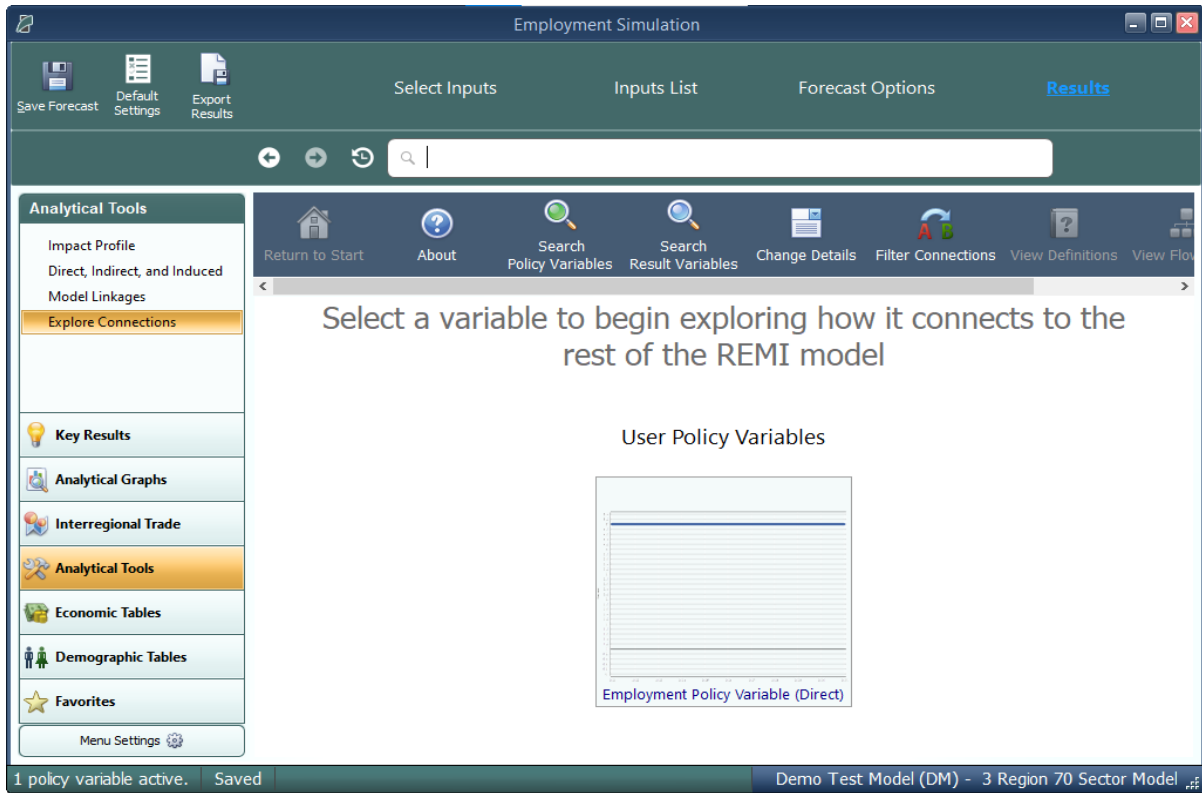 Employment Simulation
Save Forecast
Default
Settings
Export
Results
Select Inputs
Inputs List
Forecast Options
Results
Analytical Tools
Impact Profile
Direct, Indirect, and Induced
Model Linkages
Explore Connections
Key Results
Analytical Graphs
Interregional Trade
Analytical Tools
Economic Tables
Demographic Tables
Favorites
Menu Settings
Return to Start
About
Search
Policy Variables
Search
Result Variables
Change Details
A B
Filter Connections
View Definitions
View Flow
Select a variable to begin exploring how it connects to the
rest of the REMI model
User Policy Variables
Employment Policy Variable (Direct)
1 policy variable active.
Saved
Demo Test Model (DM) - 3 Region 70 Sector Model